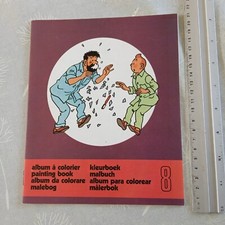 album à colorier
painting book
album da colorare
malebog
kleurboek
malbuch
album para colorear
målerbok
8